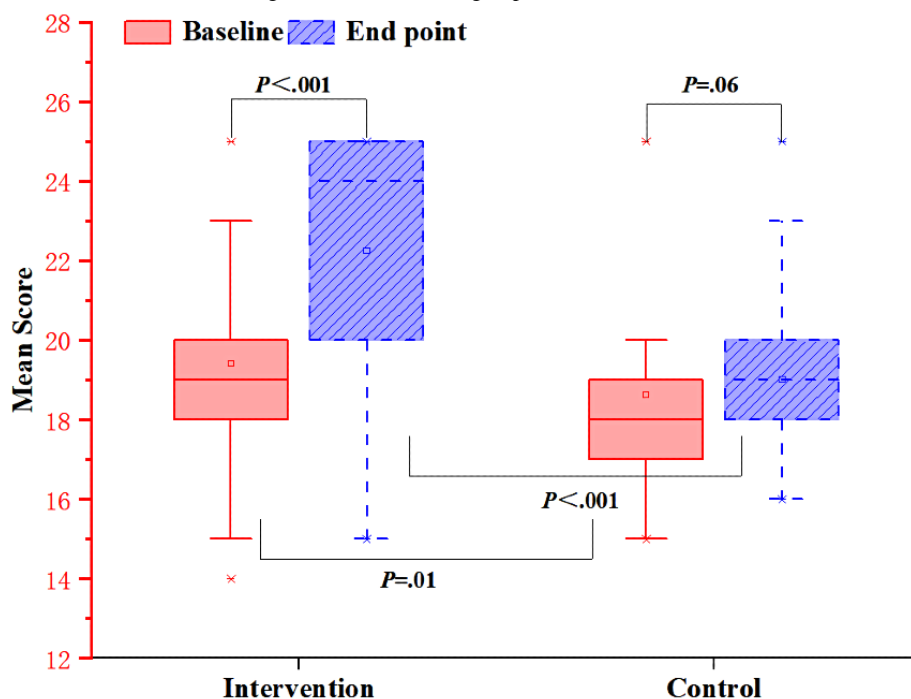 28
26
24
22
20
18
16
14
12
Mean Score
Baseline
End point
P<.001
P=.06
P<.001
P=.01
Intervention
Control